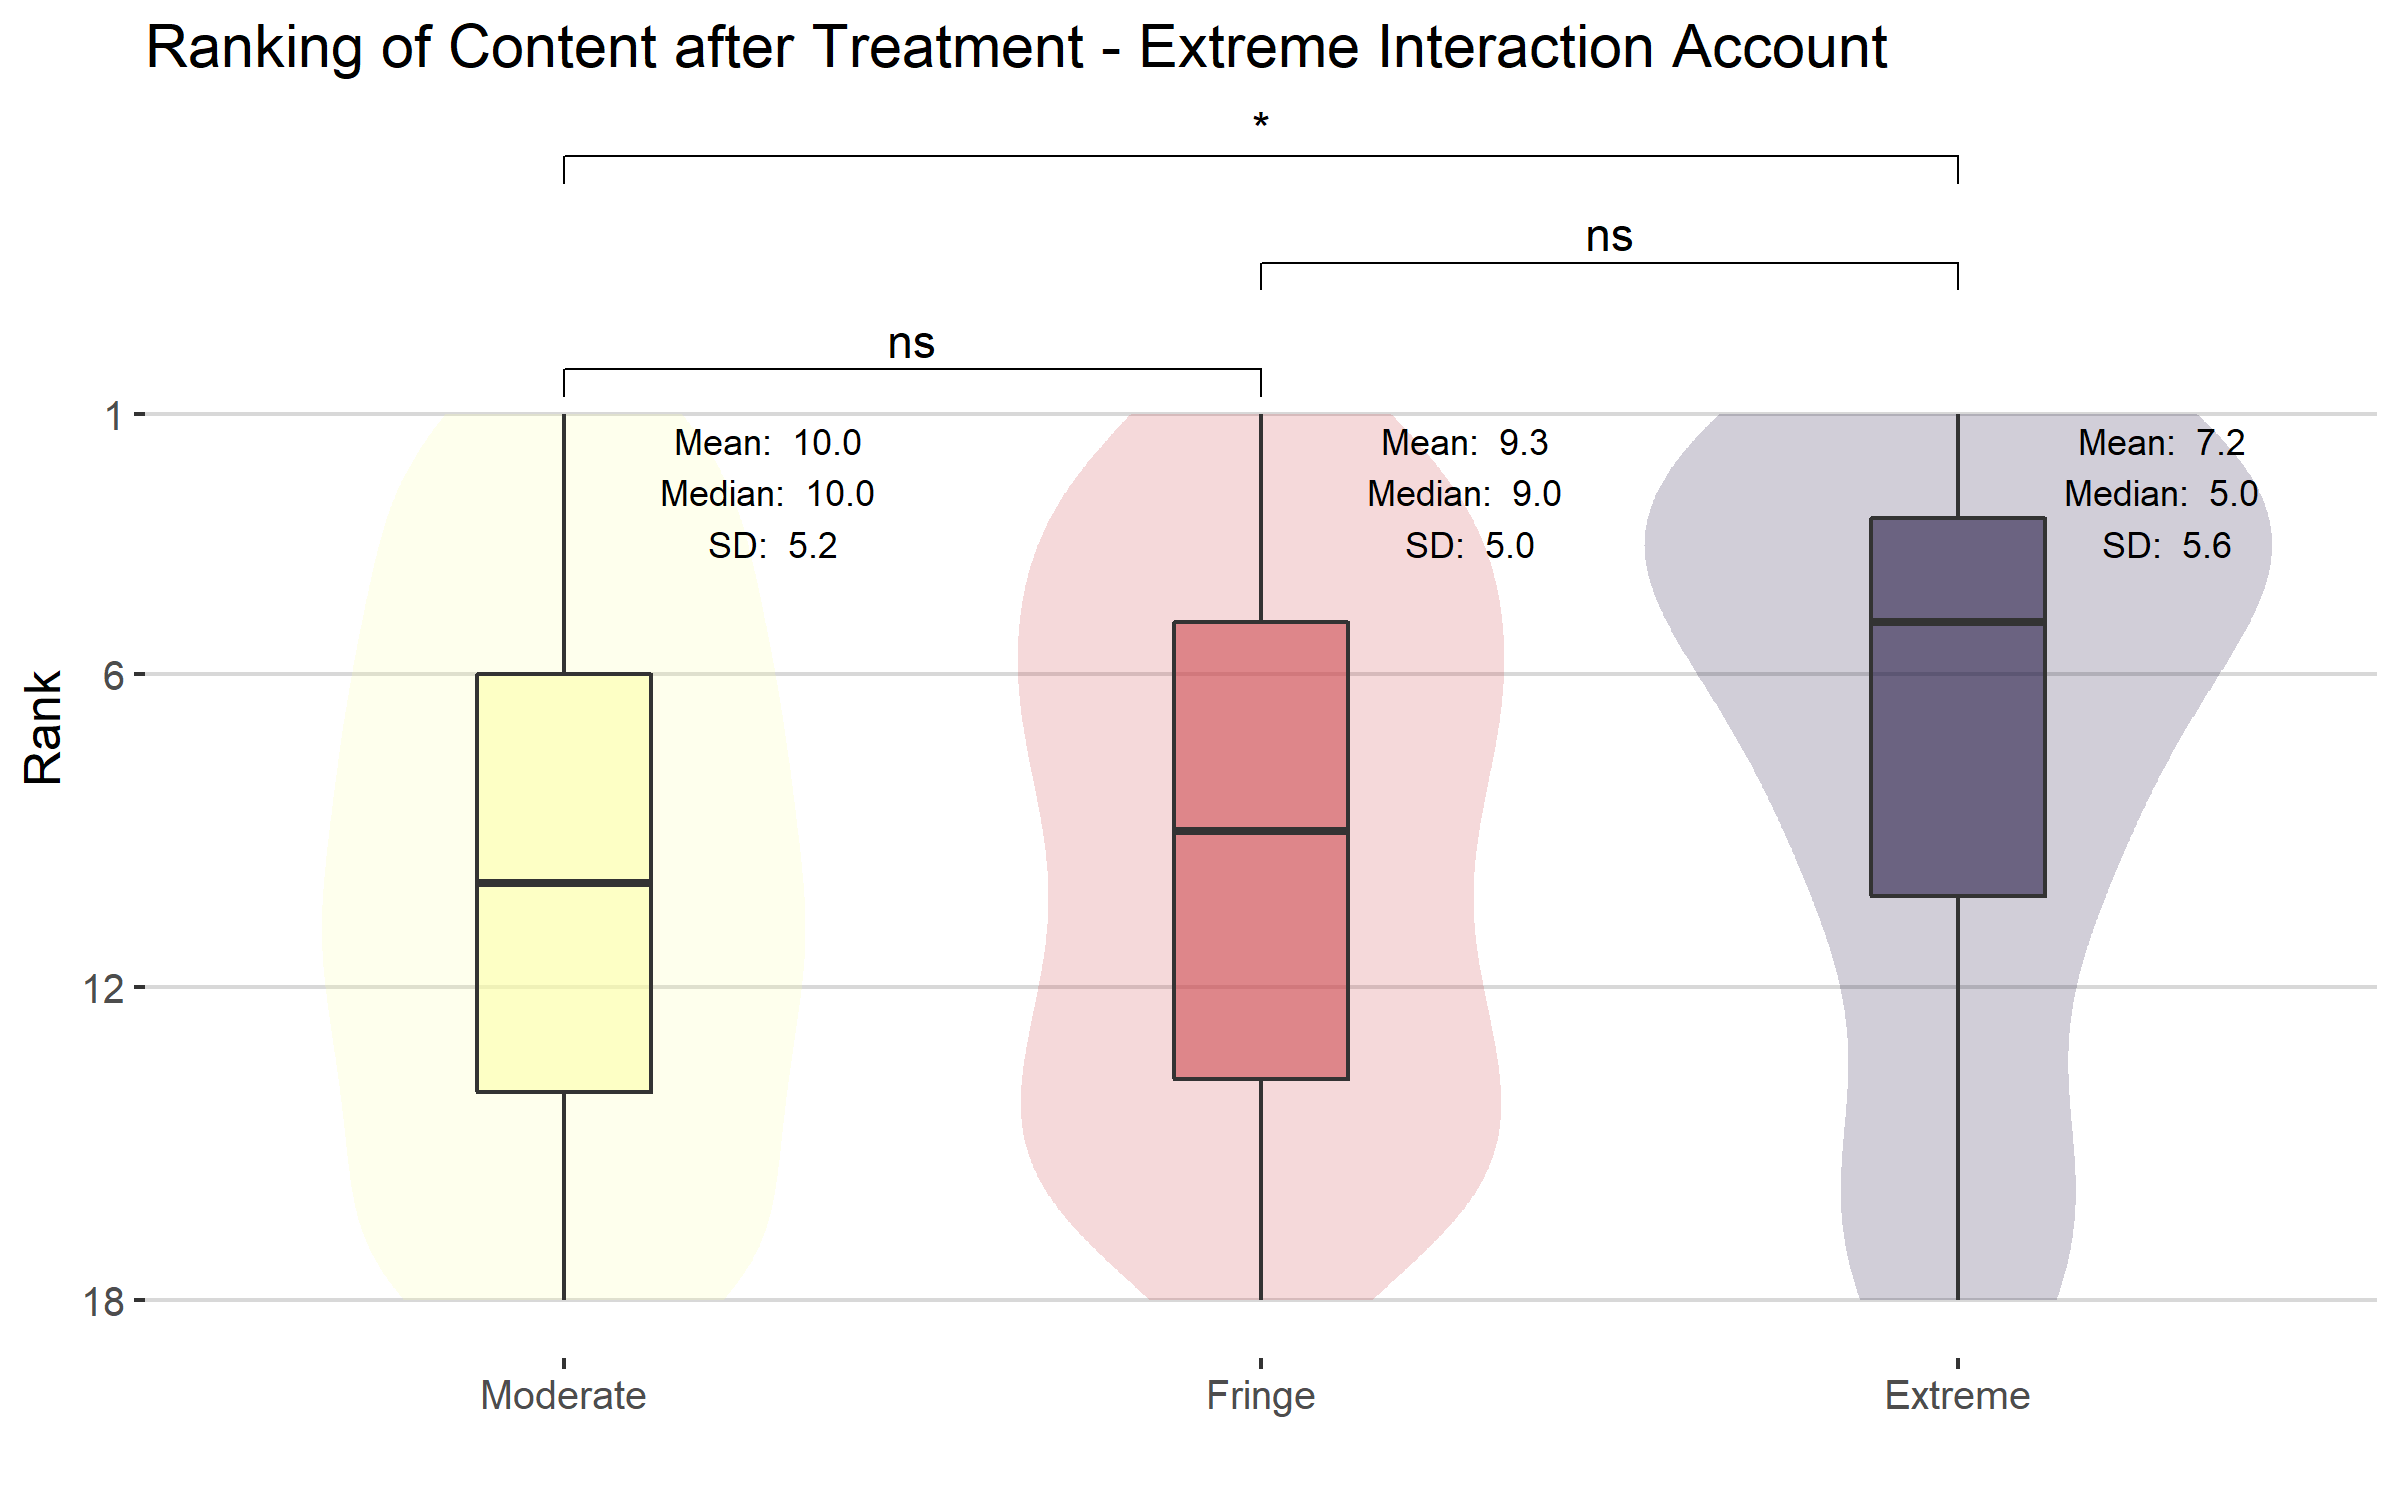 Ranking of Content after Treatment - Extreme Interaction Account
*
ns
ns
1
6
12
18
Rank
Mean: 10.0
Median: 10.0
SD: 5.2
Mean: 9.3
Median: 9.0
SD: 5.0
Mean: 7.2
Median: 5.0
SD: 5.6
Moderate
Fringe
Extreme